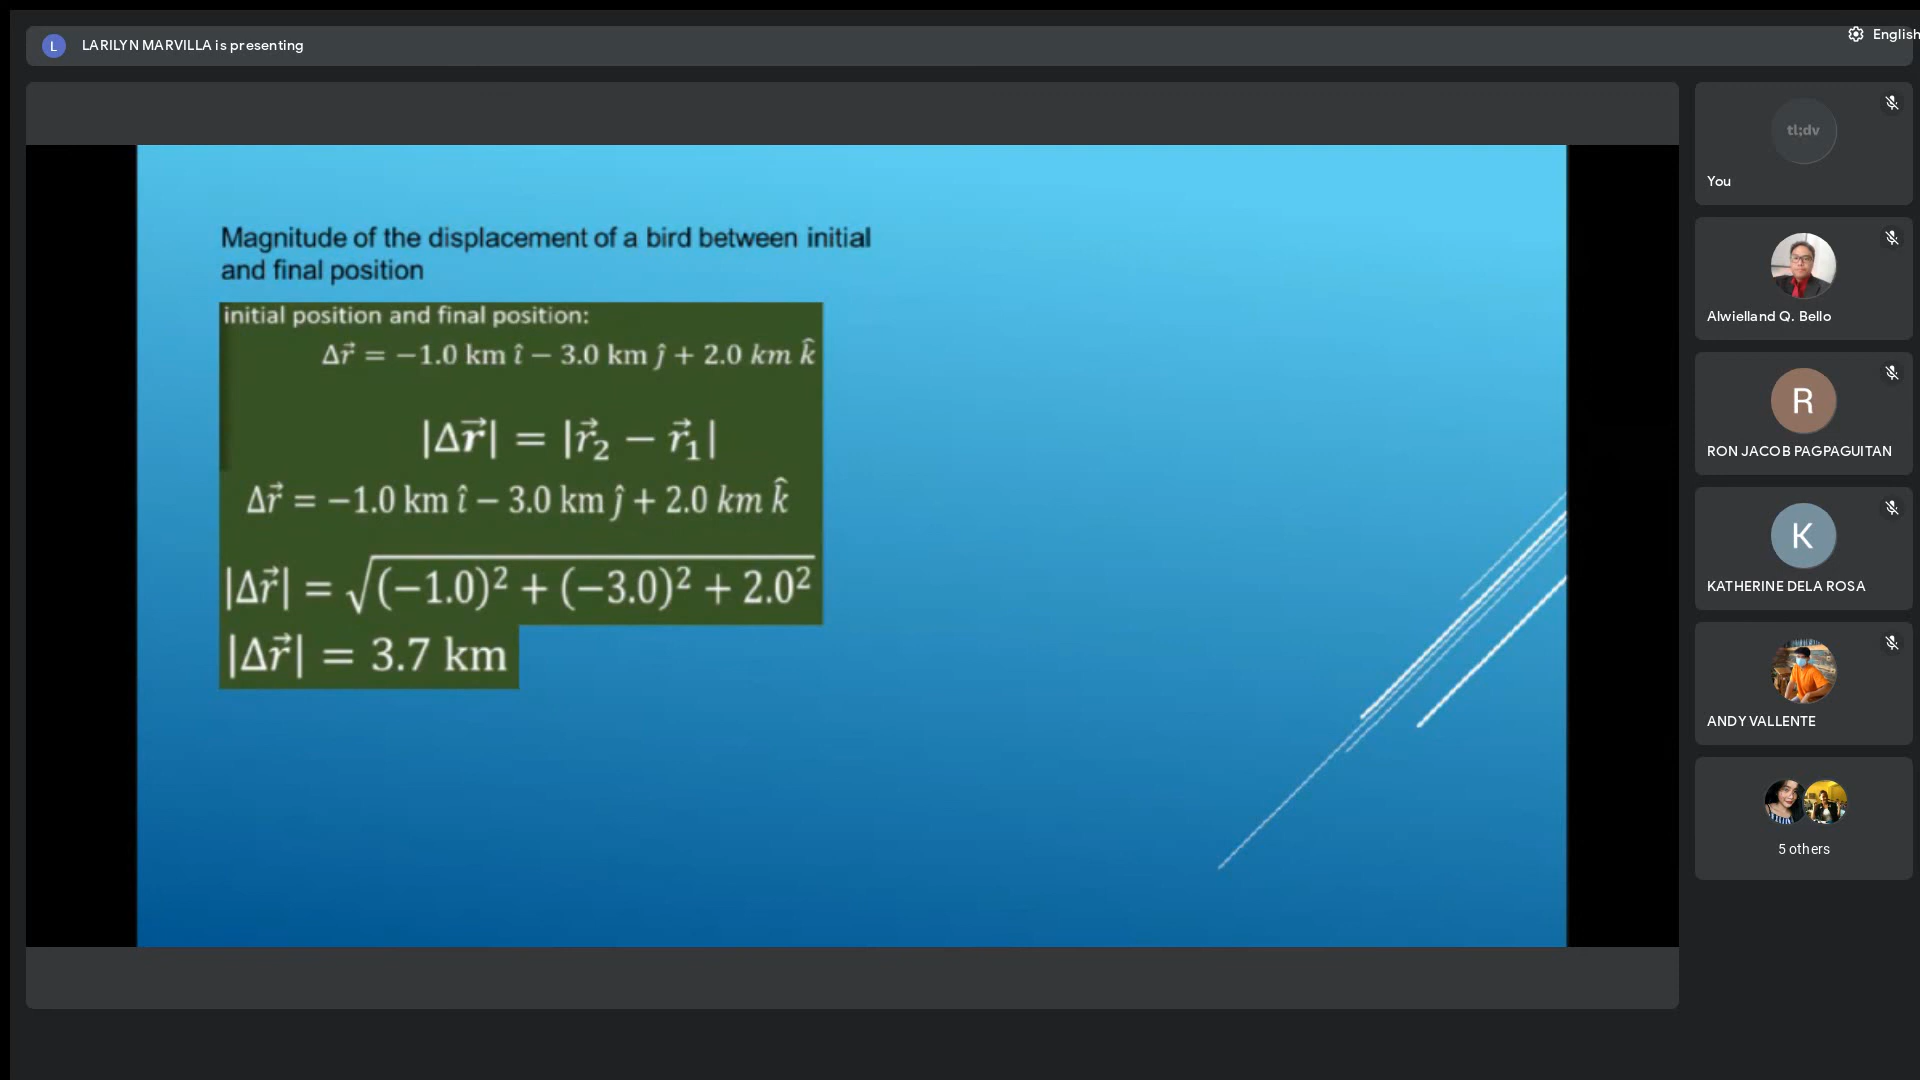 L LARILYN MARVILLA is presenting
English
Magnitude of the displacement of a bird between initial
and final position
initial position and final position:
Δr⃗ = −1.0 km î − 3.0 km ĵ + 2.0 km k̂
|Δr⃗| = |r⃗₂ − r⃗₁|
Δr⃗ = −1.0 km î − 3.0 km ĵ + 2.0 km k̂
|Δr⃗| = √(−1.0)² + (−3.0)² + 2.0²
|Δr⃗| = 3.7 km
tl;dv
You
Alwielland Q. Bello
R
RON JACOB PAGPAGUITAN
K
KATHERINE DELA ROSA
ANDY VALLENTE
5 others